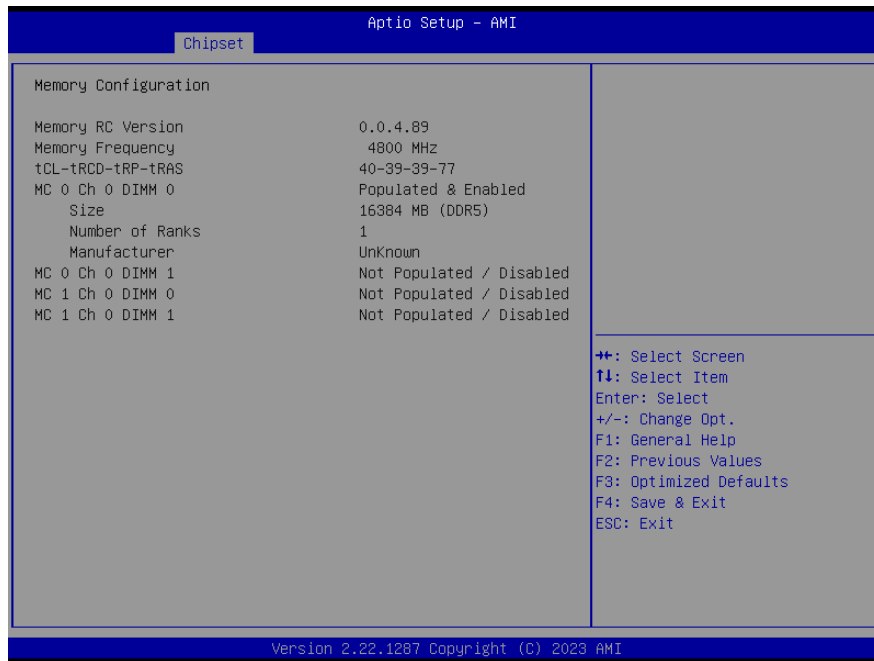 Aptio Setup – AMI
Chipset
Memory Configuration
Memory RC Version 0.0.4.89
Memory Frequency 4800 MHz
tCL-tRCD-tRP-tRAS 40-39-39-77
MC 0 Ch 0 DIMM 0 Populated & Enabled
Size 16384 MB (DDR5)
Number of Ranks 1
Manufacturer UnKnown
MC 0 Ch 0 DIMM 1 Not Populated / Disabled
MC 1 Ch 0 DIMM 0 Not Populated / Disabled
MC 1 Ch 0 DIMM 1 Not Populated / Disabled
→←: Select Screen
↑↓: Select Item
Enter: Select
+/-: Change Opt.
F1: General Help
F2: Previous Values
F3: Optimized Defaults
F4: Save & Exit
ESC: Exit
Version 2.22.1287 Copyright (C) 2023 AMI